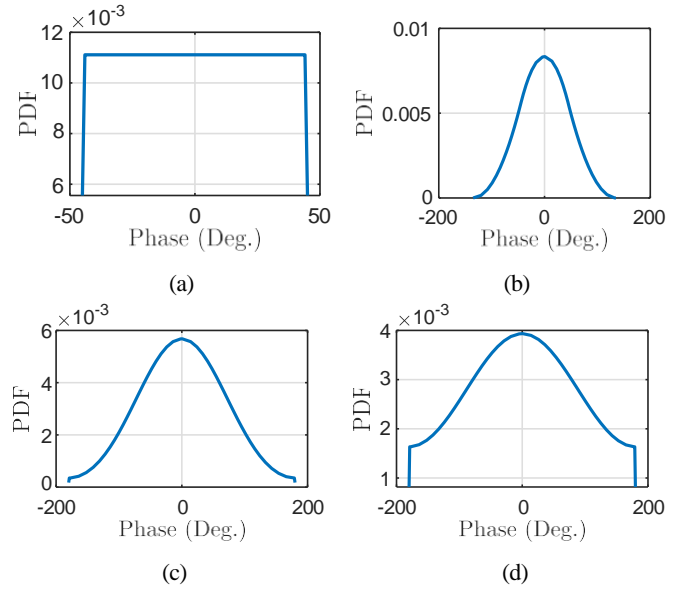 ×10⁻³
12
10
8
6
PDF
-50 0 50
Phase (Deg.)
(a)
0.01
0.005
0
PDF
-200 0 200
Phase (Deg.)
(b)
×10⁻³
6
4
2
0
PDF
-200 0 200
Phase (Deg.)
(c)
×10⁻³
4
3
2
1
PDF
-200 0 200
Phase (Deg.)
(d)